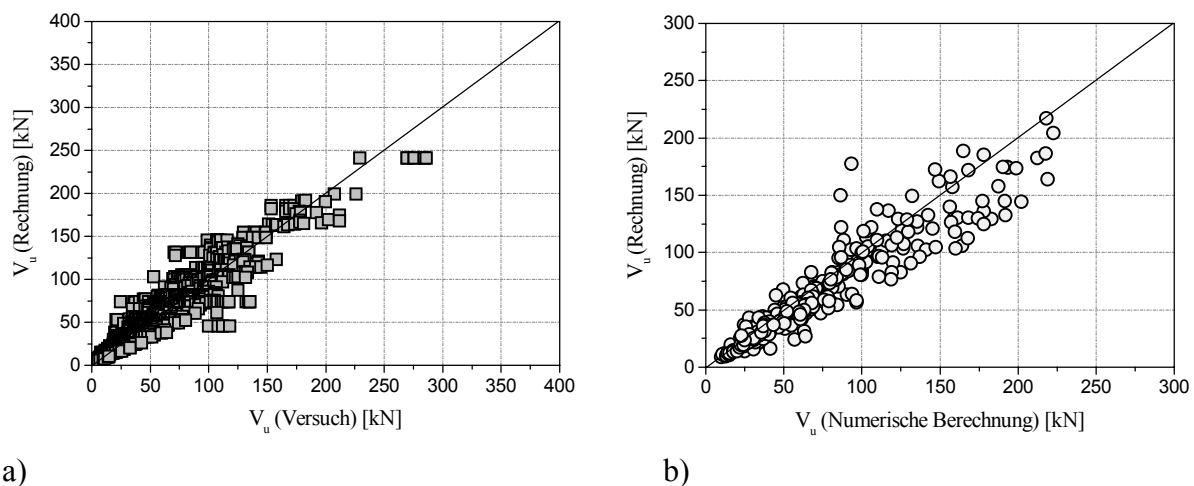 400
350
300
250
200
150
100
50
0
V_u (Rechnung) [kN]
0 50 100 150 200 250 300 350 400
V_u (Versuch) [kN]
a)
300
250
200
150
100
50
0
V_u (Rechnung) [kN]
0 50 100 150 200 250 300
V_u (Numerische Berechnung) [kN]
b)